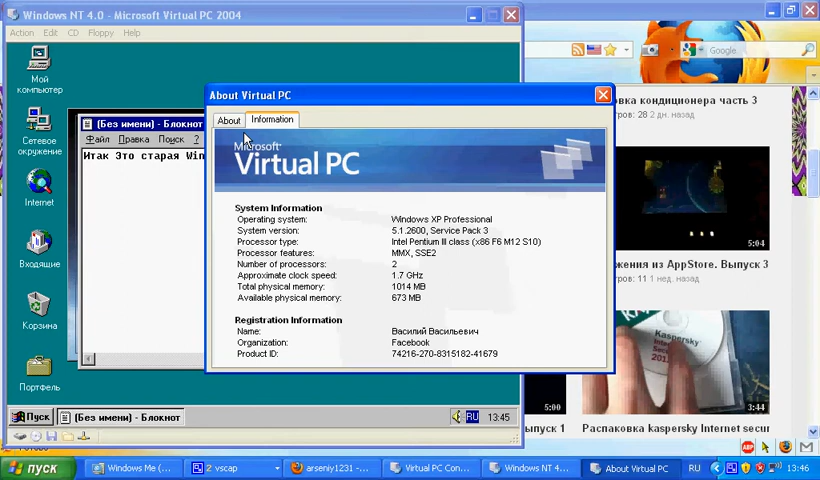 Windows NT 4.0 - Microsoft Virtual PC 2004
Action Edit CD Floppy Help
Мой
компьютер
Сетевое
окружение
Internet
Входящие
Корзина
Портфель
(Без имени) - Блокнот
Файл Правка Поиск ?
Итак Это старая Win
About Virtual PC
About Information
Microsoft
Virtual PC
System Information
Operating system: Windows XP Professional
System version: 5.1.2600, Service Pack 3
Processor type: Intel Pentium III class (x86 F6 M12 S10)
Processor features: MMX, SSE2
Number of processors: 2
Approximate clock speed: 1.7 GHz
Total physical memory: 1014 MB
Available physical memory: 673 MB
Registration Information
Name: Василий Васильевич
Organization: Facebook
Product ID: 74216-270-8315182-41679
Google
ковка кондиционера часть 3
ров: 28 2 дн. назад
5:04
жения из AppStore. Выпуск 3
1 нед. назад
3:44
Распаковка kaspersky Internet secur
5:00
ыпуск 1
Пуск (Без имени) - Блокнот RU 13:45
пуск Windows Me (... 2 vscap arseniy1231 -... Virtual PC Con... Windows NT 4.... About Virtual PC RU 13:46